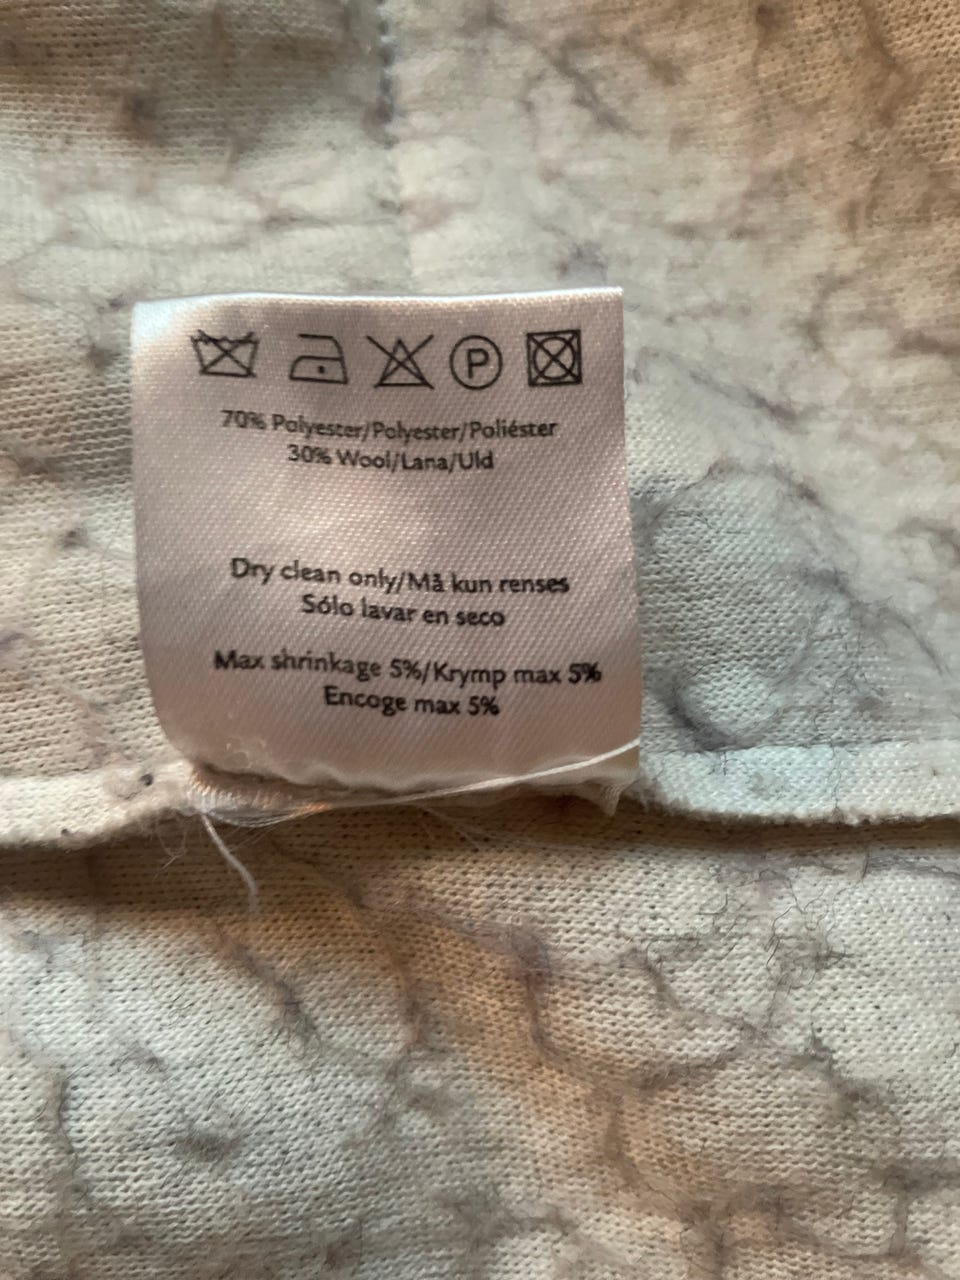 P
70% Polyester/Polyester/Poliéster
30% Wool/Lana/Uld
Dry clean only/Må kun renses
Sólo lavar en seco
Max shrinkage 5%/Krymp max 5%
Encoge max 5%